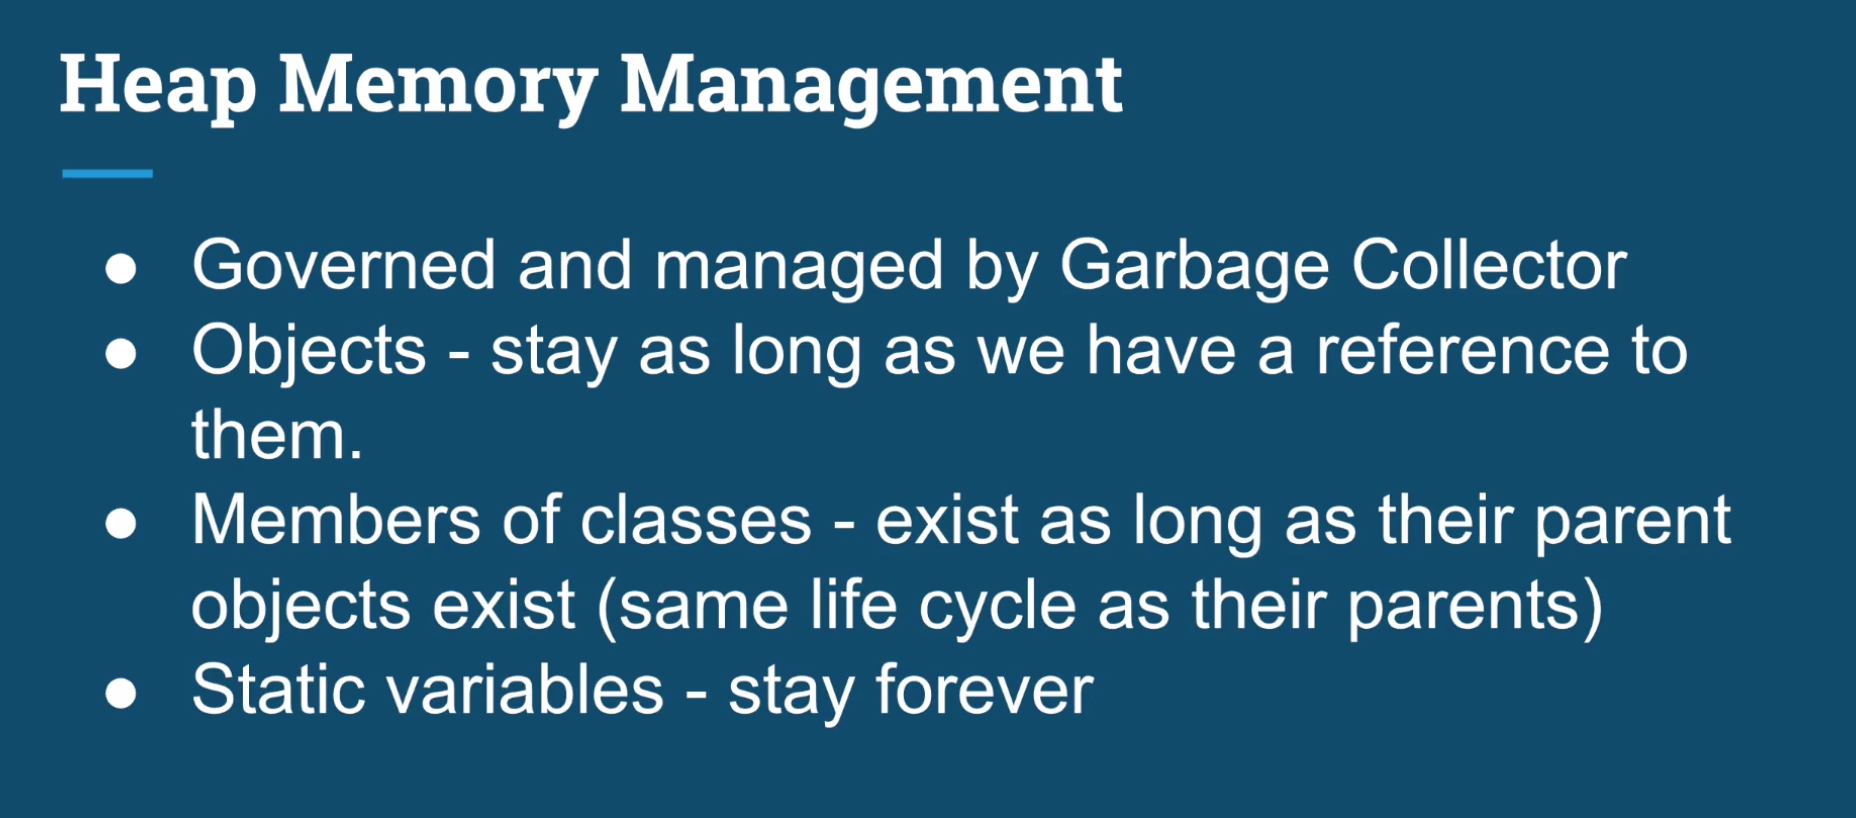 Heap Memory Management
● Governed and managed by Garbage Collector
● Objects - stay as long as we have a reference to
them.
● Members of classes - exist as long as their parent
objects exist (same life cycle as their parents)
● Static variables - stay forever